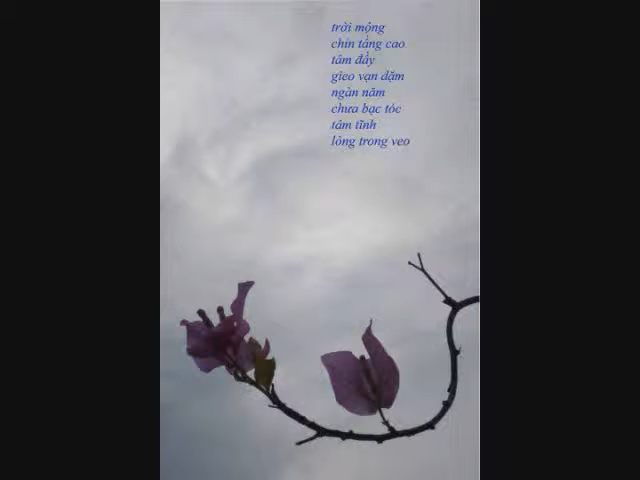 trời mộng
chín tầng cao
tâm đầy
gieo vạn dặm
ngàn năm
chưa bạc tóc
tâm tĩnh
lòng trong veo